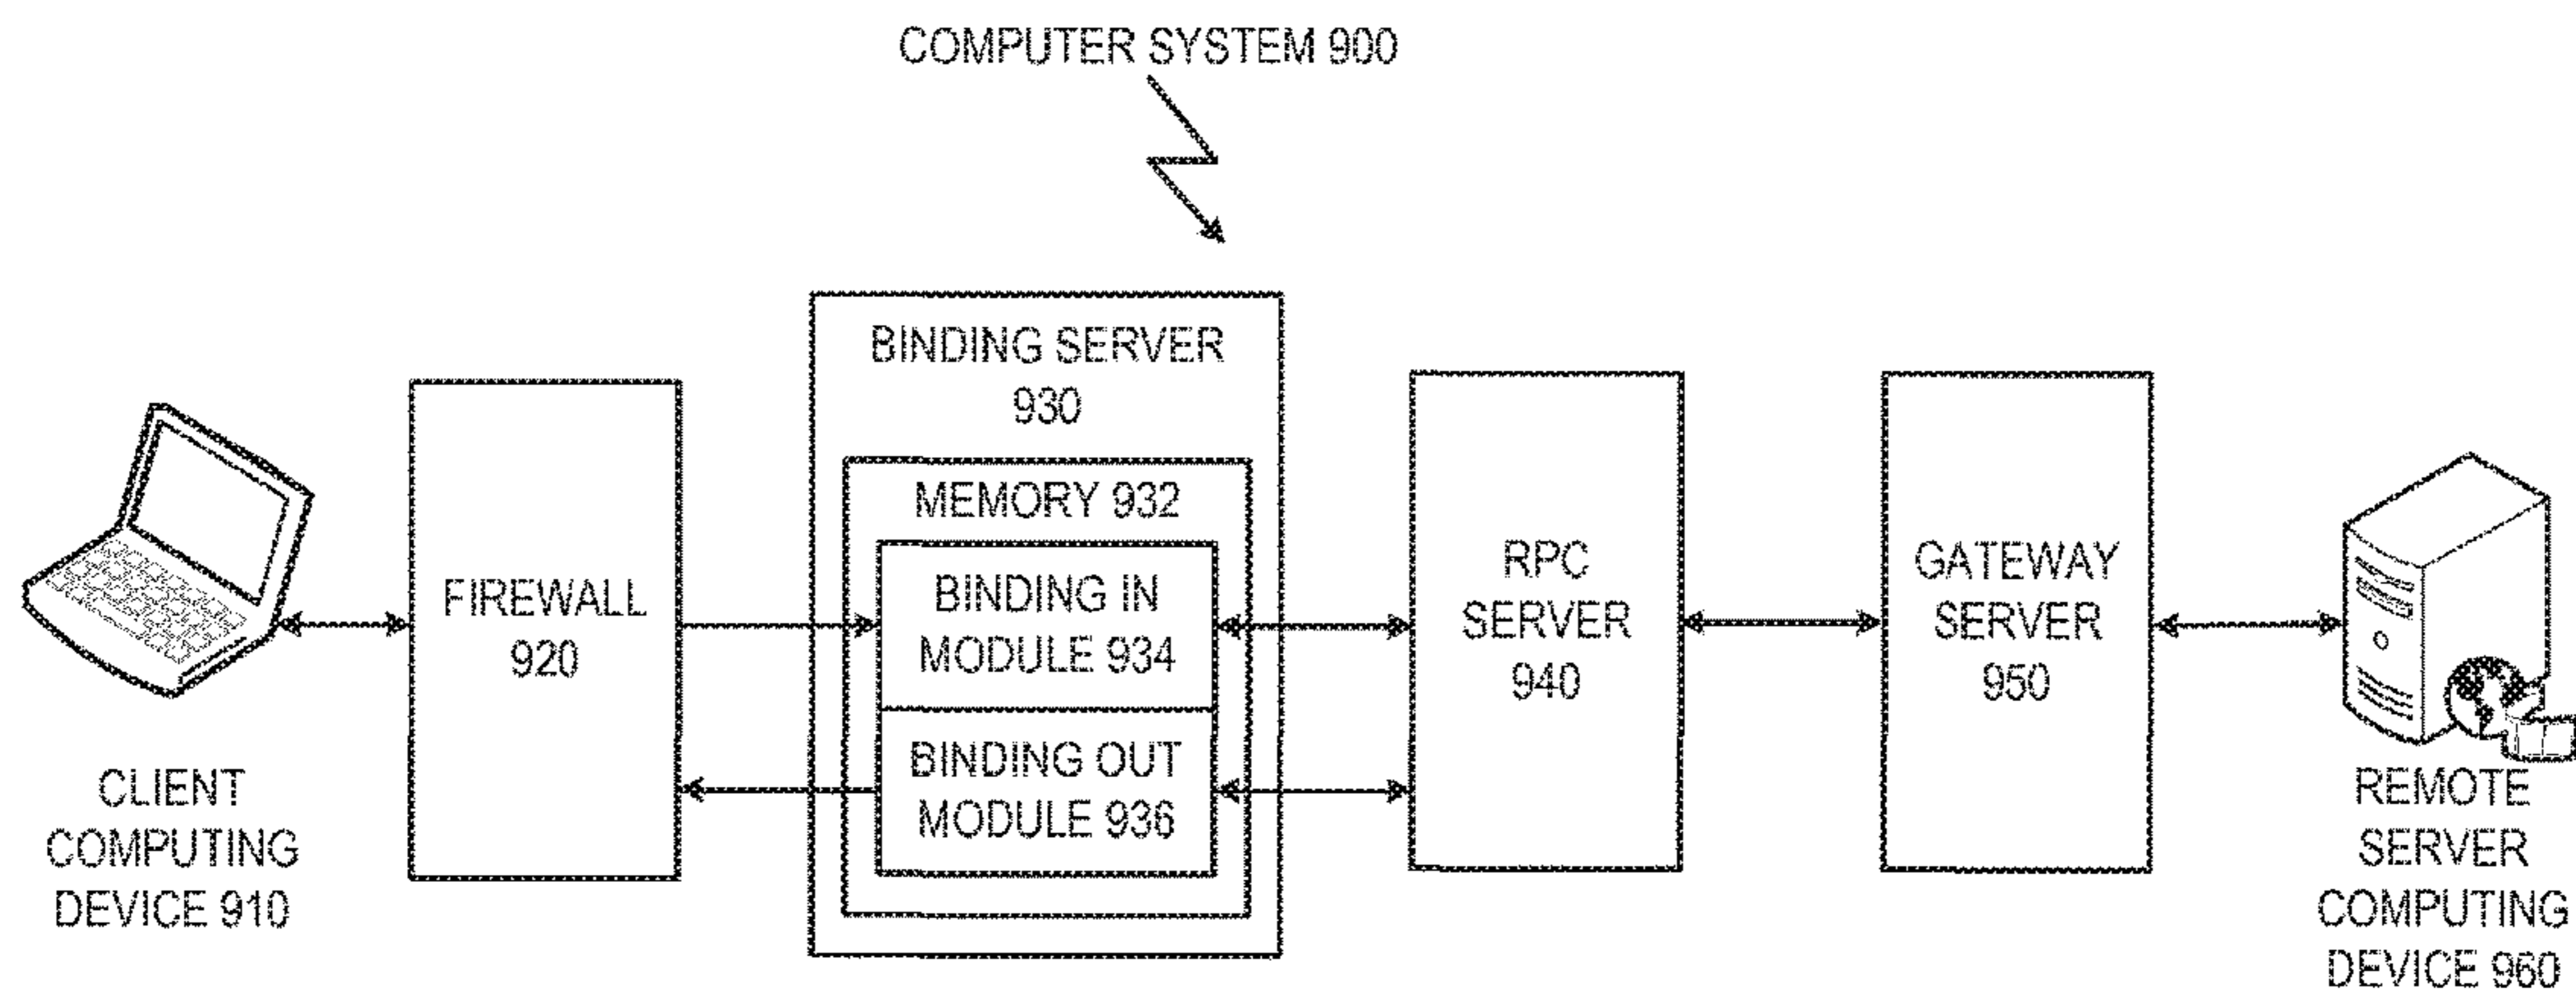 COMPUTER SYSTEM 900
BINDING SERVER
930
MEMORY 932
BINDING IN
MODULE 934
BINDING OUT
MODULE 936
FIREWALL
920
CLIENT
COMPUTING
DEVICE 910
RPC
SERVER
940
GATEWAY
SERVER
950
REMOTE
SERVER
COMPUTING
DEVICE 960